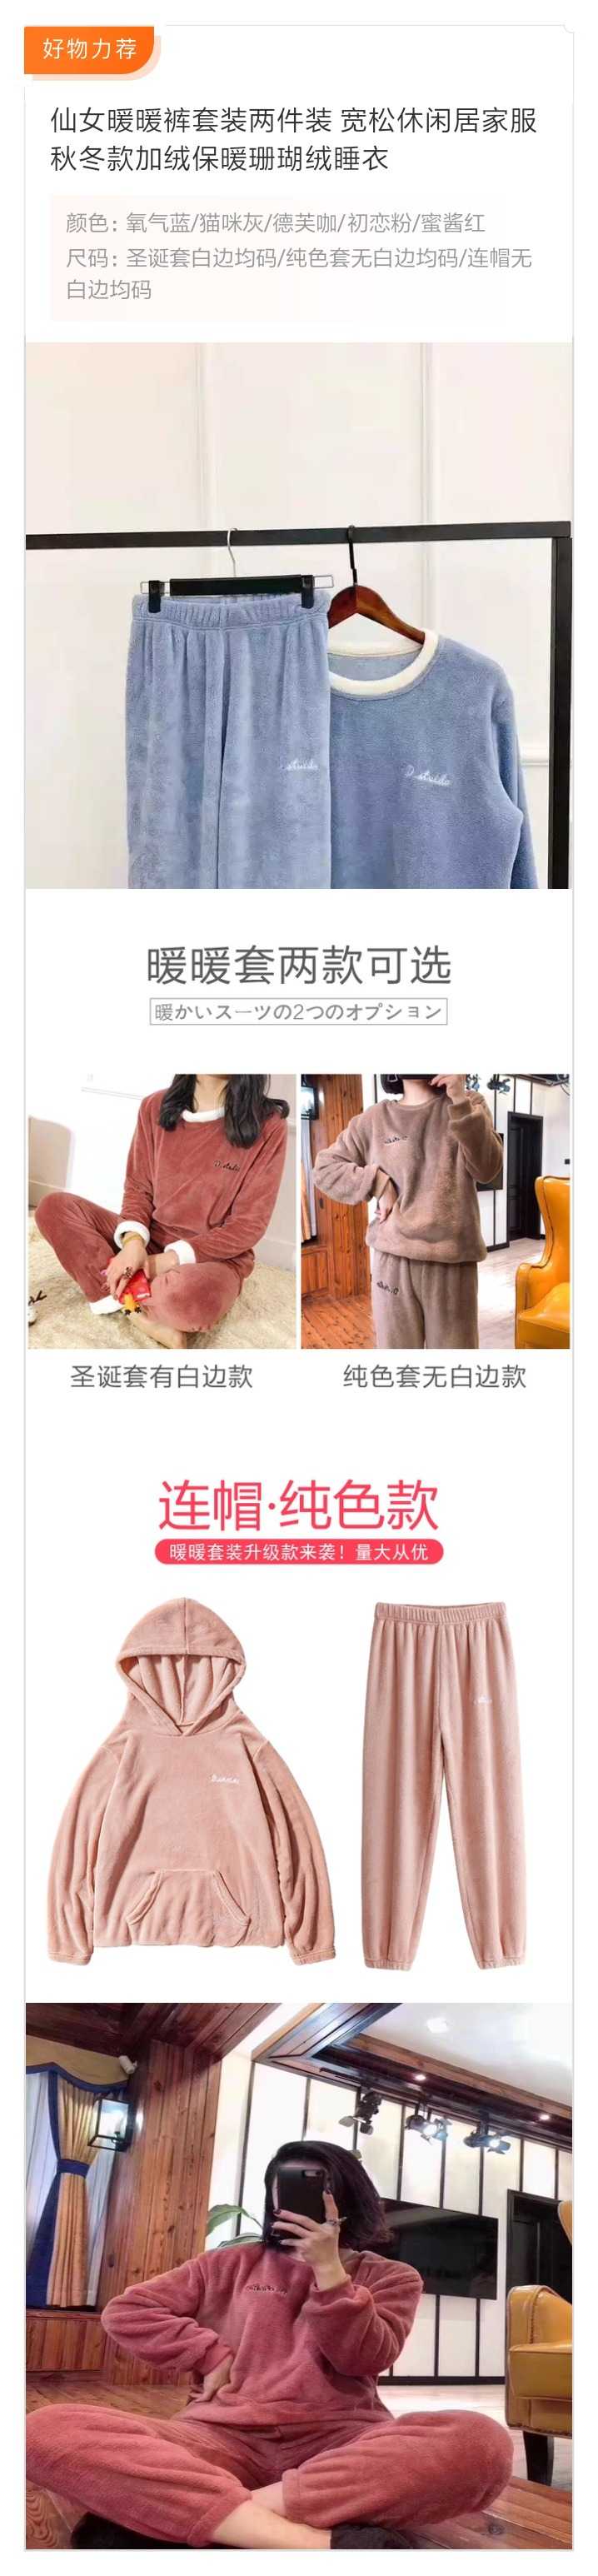 好物力荐
仙女暖暖裤套装两件装 宽松休闲居家服
秋冬款加绒保暖珊瑚绒睡衣
颜色：氧气蓝/猫咪灰/德芙咖/初恋粉/蜜酱红
尺码：圣诞套白边均码/纯色套无白边均码/连帽无
白边均码
暖暖套两款可选
暖かいスーツの2つのオプション
圣诞套有白边款
纯色套无白边款
连帽·纯色款
暖暖套装升级款来袭！量大从优